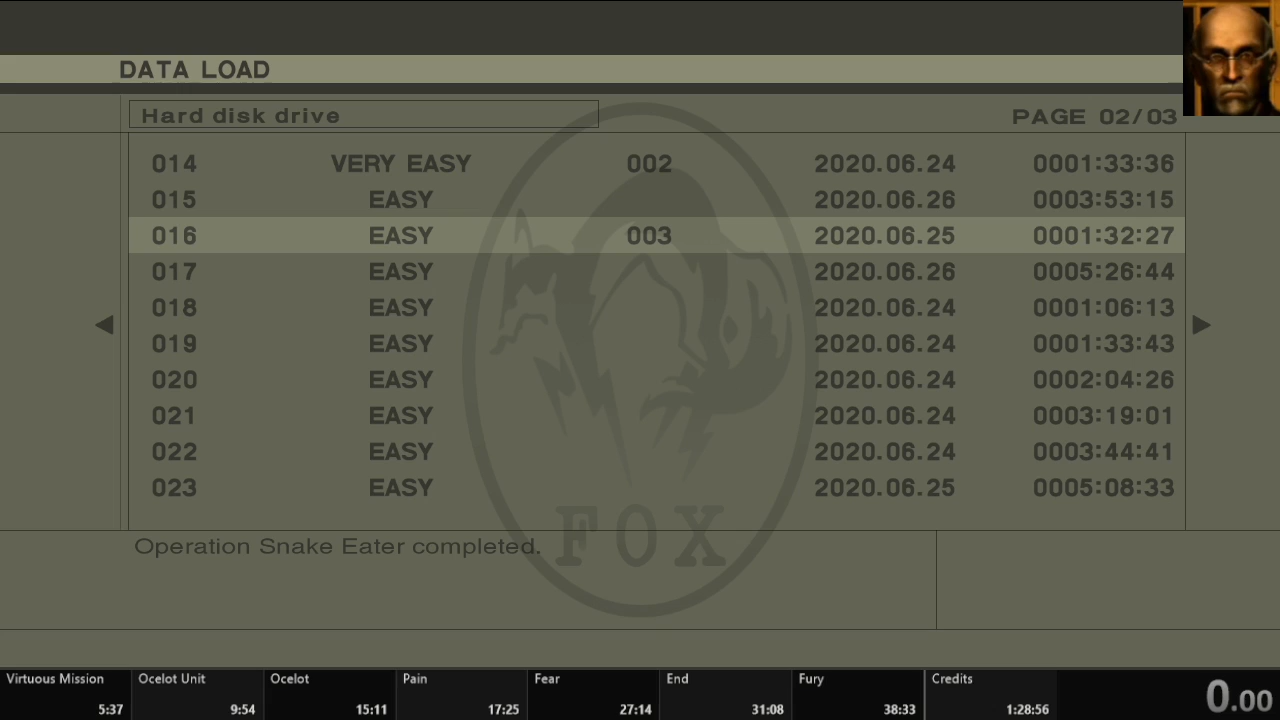 DATA LOAD
Hard disk drive PAGE 02/03
014 VERY EASY 002 2020.06.24 0001:33:36
015 EASY 2020.06.26 0003:53:15
016 EASY 003 2020.06.25 0001:32:27
017 EASY 2020.06.26 0005:26:44
018 EASY 2020.06.24 0001:06:13
019 EASY 2020.06.24 0001:33:43
020 EASY 2020.06.24 0002:04:26
021 EASY 2020.06.24 0003:19:01
022 EASY 2020.06.24 0003:44:41
023 EASY 2020.06.25 0005:08:33
FOX
Operation Snake Eater completed.
Virtuous Mission Ocelot Unit Ocelot Pain Fear End Fury Credits
5:37 9:54 15:11 17:25 27:14 31:08 38:33 1:28:56 0.00